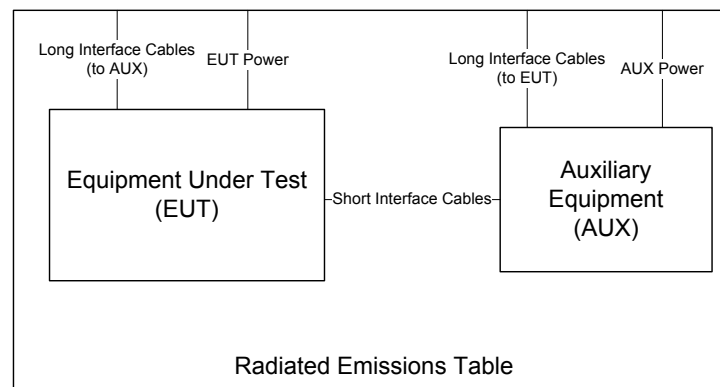 Long Interface Cables
(to AUX)
EUT Power
Long Interface Cables
(to EUT)
AUX Power
Equipment Under Test
(EUT)
Short Interface Cables
Auxiliary
Equipment
(AUX)
Radiated Emissions Table